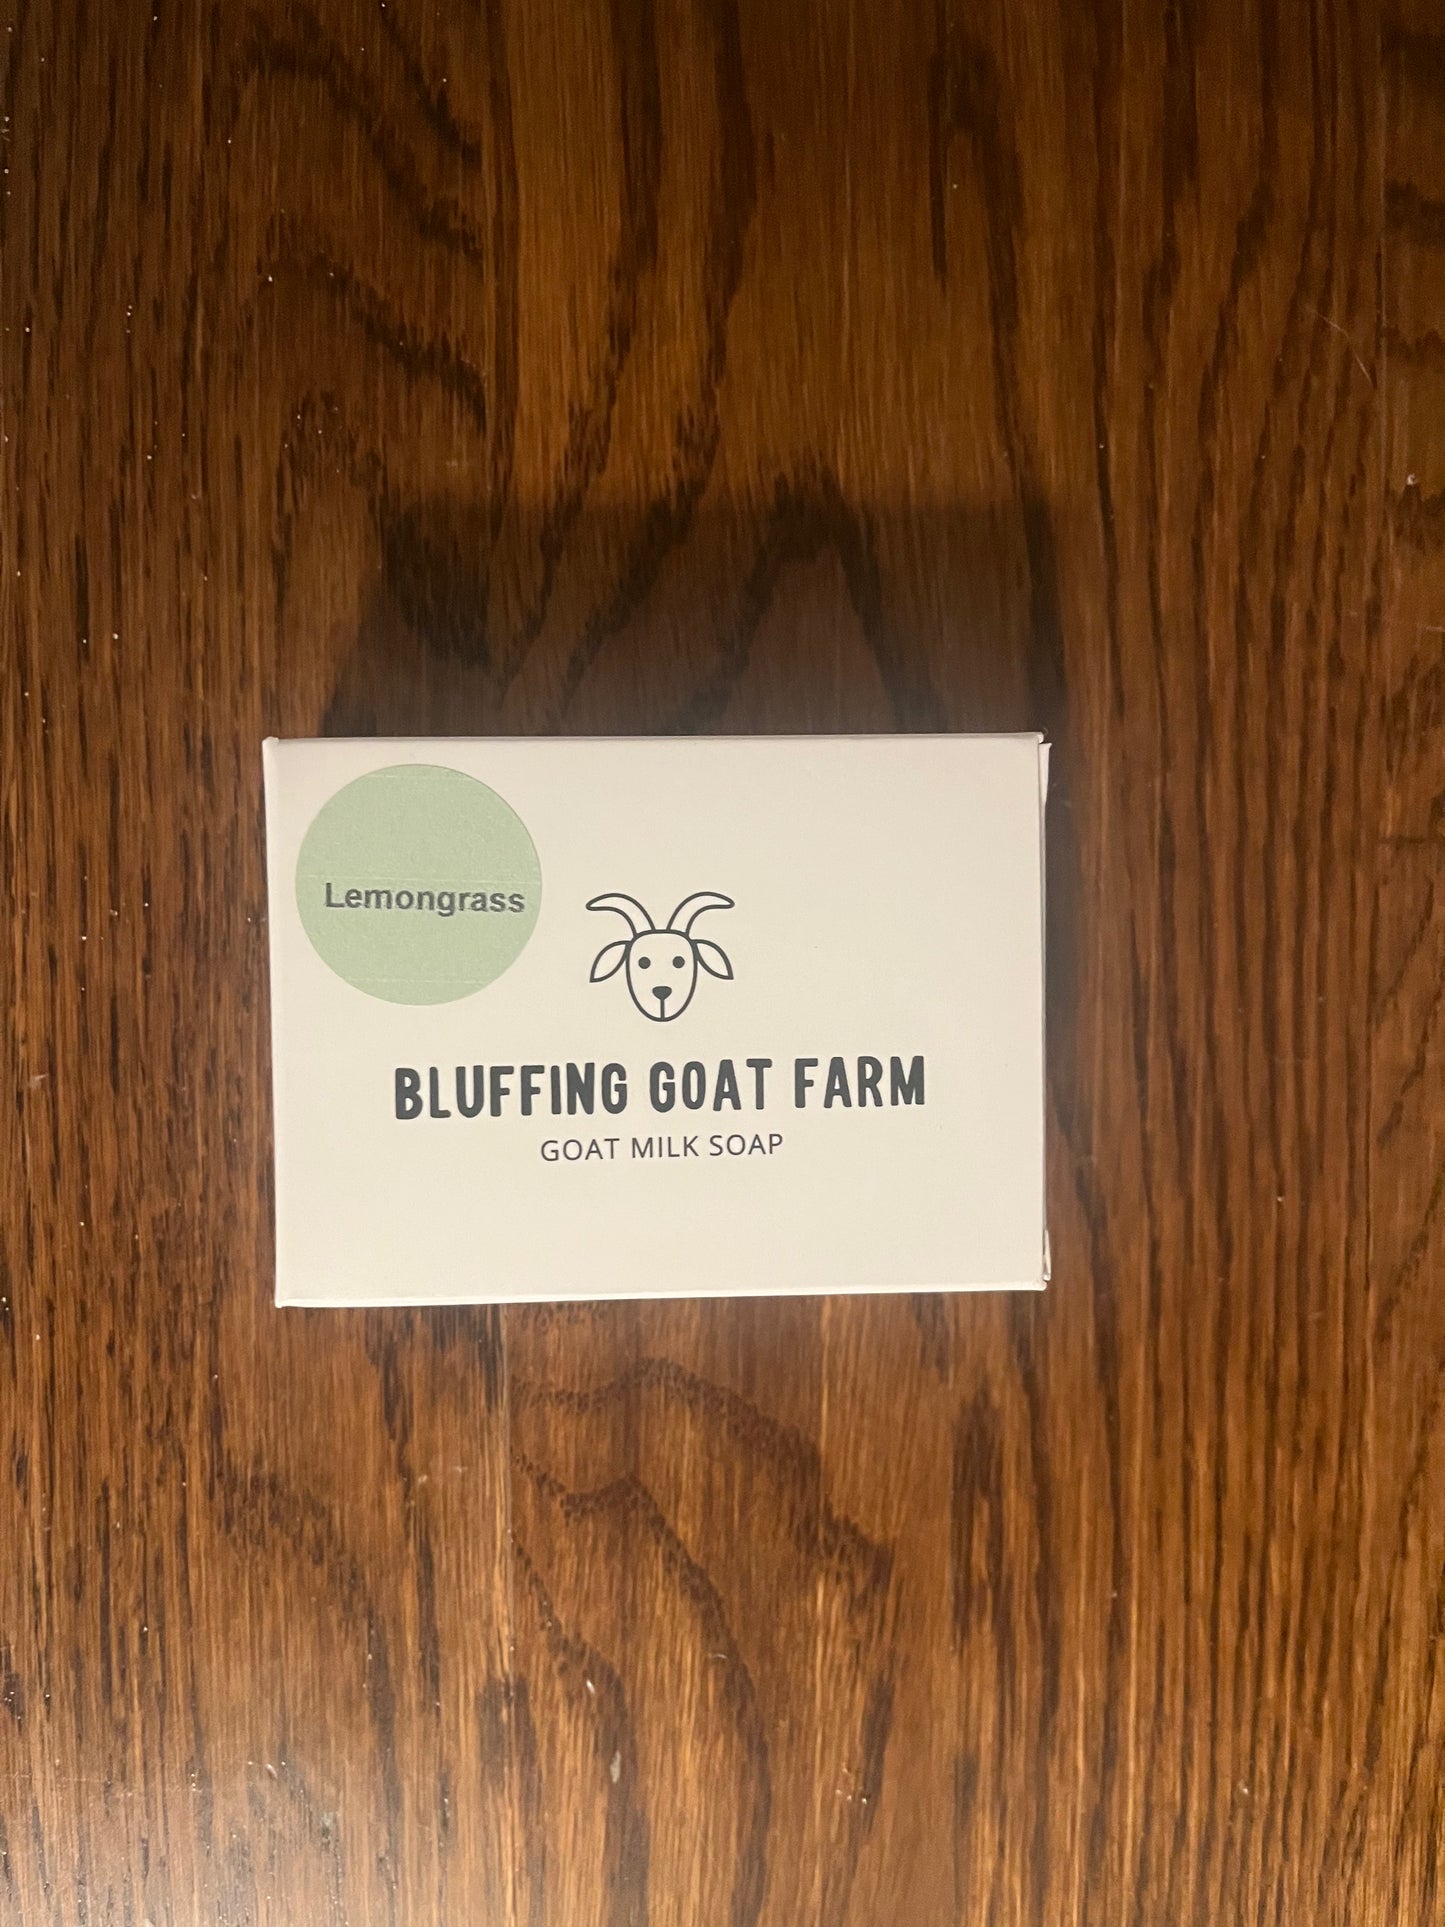 Lemongrass
BLUFFING GOAT FARM
GOAT MILK SOAP